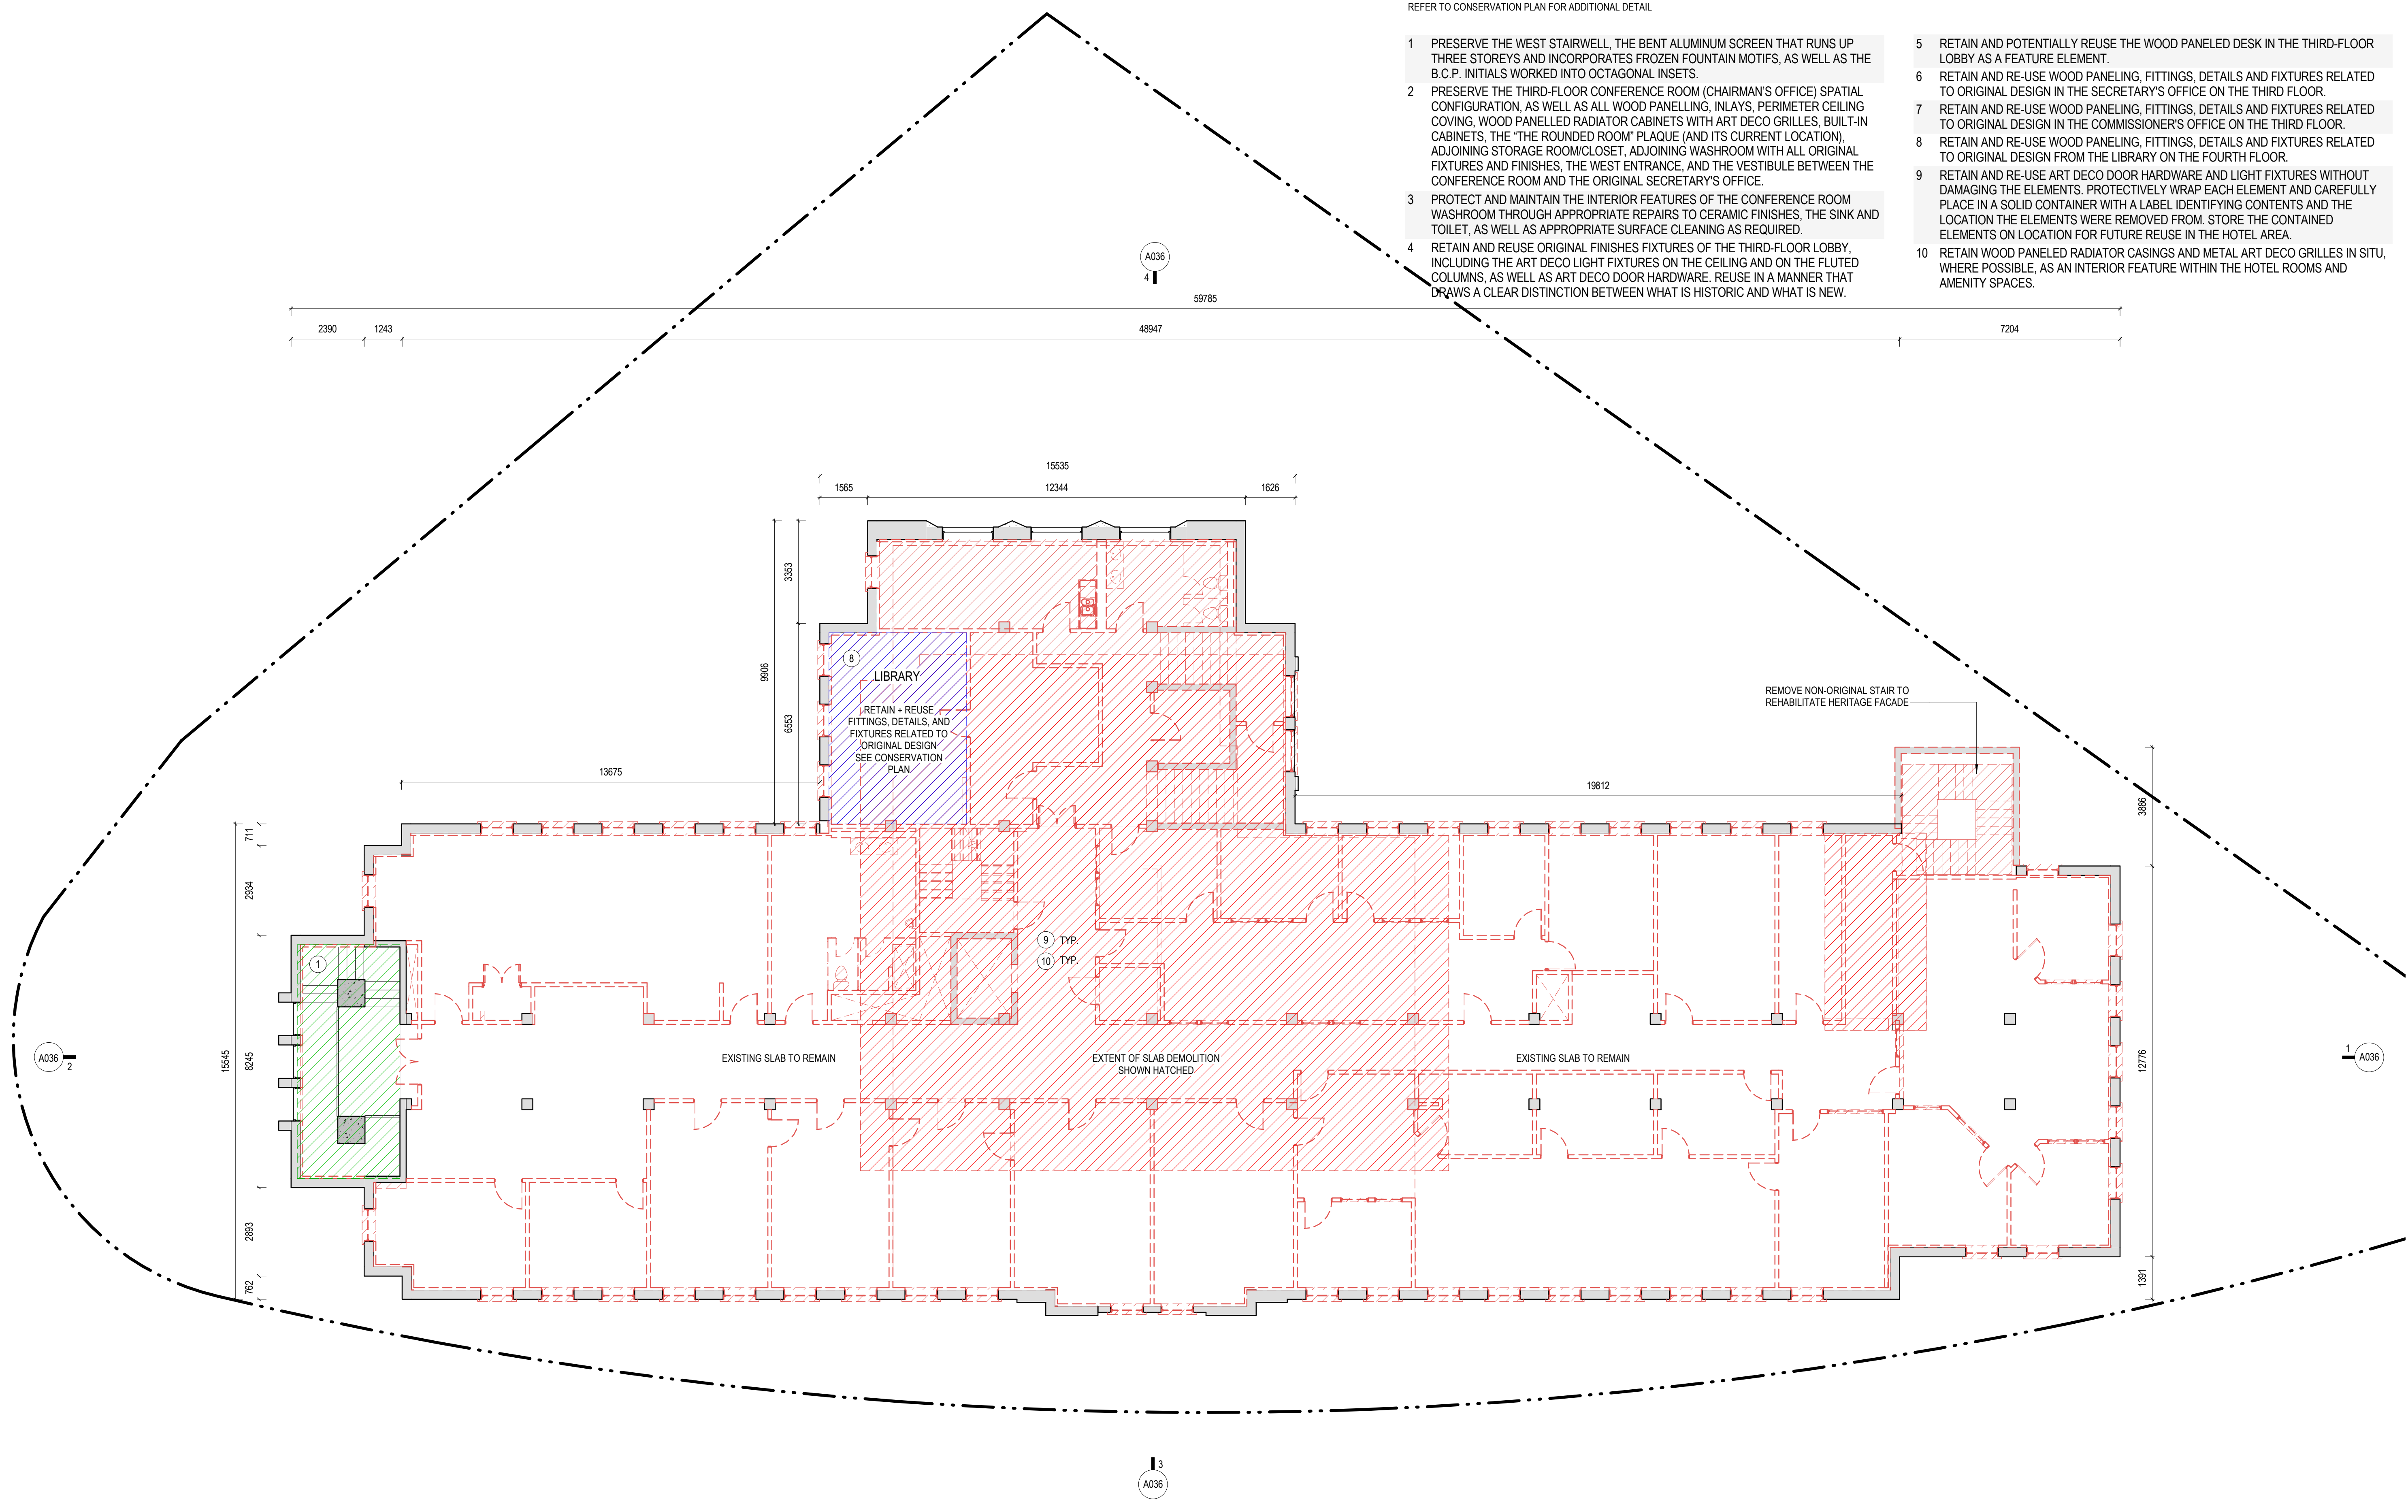 REFER TO CONSERVATION PLAN FOR ADDITIONAL DETAIL
1 PRESERVE THE WEST STAIRWELL, THE BENT ALUMINUM SCREEN THAT RUNS UP
THREE STOREYS AND INCORPORATES FROZEN FOUNTAIN MOTIFS, AS WELL AS THE
B.C.P. INITIALS WORKED INTO OCTAGONAL INSETS.
2 PRESERVE THE THIRD-FLOOR CONFERENCE ROOM (CHAIRMAN'S OFFICE) SPATIAL
CONFIGURATION, AS WELL AS ALL WOOD PANELLING, INLAYS, PERIMETER CEILING
COVING, WOOD PANELLED RADIATOR CABINETS WITH ART DECO GRILLES, BUILT-IN
CABINETS, THE “THE ROUNDED ROOM” PLAQUE (AND ITS CURRENT LOCATION),
ADJOINING STORAGE ROOM/CLOSET, ADJOINING WASHROOM WITH ALL ORIGINAL
FIXTURES AND FINISHES, THE WEST ENTRANCE, AND THE VESTIBULE BETWEEN THE
CONFERENCE ROOM AND THE ORIGINAL SECRETARY'S OFFICE.
3 PROTECT AND MAINTAIN THE INTERIOR FEATURES OF THE CONFERENCE ROOM
WASHROOM THROUGH APPROPRIATE REPAIRS TO CERAMIC FINISHES, THE SINK AND
TOILET, AS WELL AS APPROPRIATE SURFACE CLEANING AS REQUIRED.
4 RETAIN AND REUSE ORIGINAL FINISHES FIXTURES OF THE THIRD-FLOOR LOBBY,
INCLUDING THE ART DECO LIGHT FIXTURES ON THE CEILING AND ON THE FLUTED
COLUMNS, AS WELL AS ART DECO DOOR HARDWARE. REUSE IN A MANNER THAT
DRAWS A CLEAR DISTINCTION BETWEEN WHAT IS HISTORIC AND WHAT IS NEW.
5 RETAIN AND POTENTIALLY REUSE THE WOOD PANELED DESK IN THE THIRD-FLOOR
LOBBY AS A FEATURE ELEMENT.
6 RETAIN AND RE-USE WOOD PANELING, FITTINGS, DETAILS AND FIXTURES RELATED
TO ORIGINAL DESIGN IN THE SECRETARY'S OFFICE ON THE THIRD FLOOR.
7 RETAIN AND RE-USE WOOD PANELING, FITTINGS, DETAILS AND FIXTURES RELATED
TO ORIGINAL DESIGN IN THE COMMISSIONER'S OFFICE ON THE THIRD FLOOR.
8 RETAIN AND RE-USE WOOD PANELING, FITTINGS, DETAILS AND FIXTURES RELATED
TO ORIGINAL DESIGN FROM THE LIBRARY ON THE FOURTH FLOOR.
9 RETAIN AND RE-USE ART DECO DOOR HARDWARE AND LIGHT FIXTURES WITHOUT
DAMAGING THE ELEMENTS. PROTECTIVELY WRAP EACH ELEMENT AND CAREFULLY
PLACE IN A SOLID CONTAINER WITH A LABEL IDENTIFYING CONTENTS AND THE
LOCATION THE ELEMENTS WERE REMOVED FROM. STORE THE CONTAINED
ELEMENTS ON LOCATION FOR FUTURE REUSE IN THE HOTEL AREA.
10 RETAIN WOOD PANELED RADIATOR CASINGS AND METAL ART DECO GRILLES IN SITU,
WHERE POSSIBLE, AS AN INTERIOR FEATURE WITHIN THE HOTEL ROOMS AND
AMENITY SPACES.
A036
4
59785
2390 1243 48947 7204
15535
1565 12344 1626
3353
9906
6553
8
LIBRARY
RETAIN + REUSE
FITTINGS, DETAILS, AND
FIXTURES RELATED TO
ORIGINAL DESIGN
SEE CONSERVATION
PLAN
REMOVE NON-ORIGINAL STAIR TO
REHABILITATE HERITAGE FACADE
13675
19812
3886
711
2934
9 TYP.
10 TYP.
1
15545
8245
A036
2
EXISTING SLAB TO REMAIN
EXTENT OF SLAB DEMOLITION
SHOWN HATCHED
EXISTING SLAB TO REMAIN
12776
1
A036
2893
762
1391
3
A036